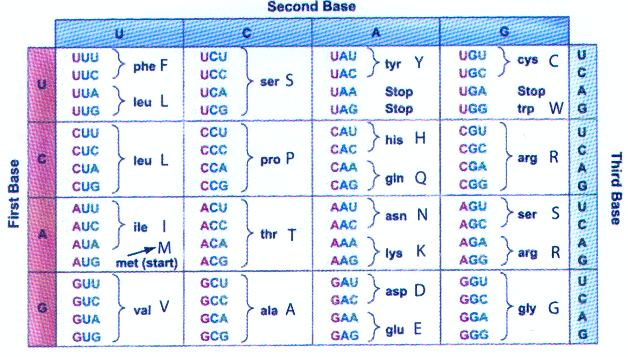 Second Base
U C A G
First Base
Third Base
U
UUU UUC phe F
UUA UUG leu L
UCU UCC UCA UCG ser S
UAU UAC tyr Y
UAA Stop
UAG Stop
UGU UGC cys C
UGA Stop
UGG trp W
U C A G
C
CUU CUC CUA CUG leu L
CCU CCC CCA CCG pro P
CAU CAC his H
CAA CAG gln Q
CGU CGC CGA CGG arg R
U C A G
A
AUU AUC AUA ile I
AUG met (start) M
ACU ACC ACA ACG thr T
AAU AAC asn N
AAA AAG lys K
AGU AGC ser S
AGA AGG arg R
U C A G
G
GUU GUC GUA GUG val V
GCU GCC GCA GCG ala A
GAU GAC asp D
GAA GAG glu E
GGU GGC GGA GGG gly G
U C A G